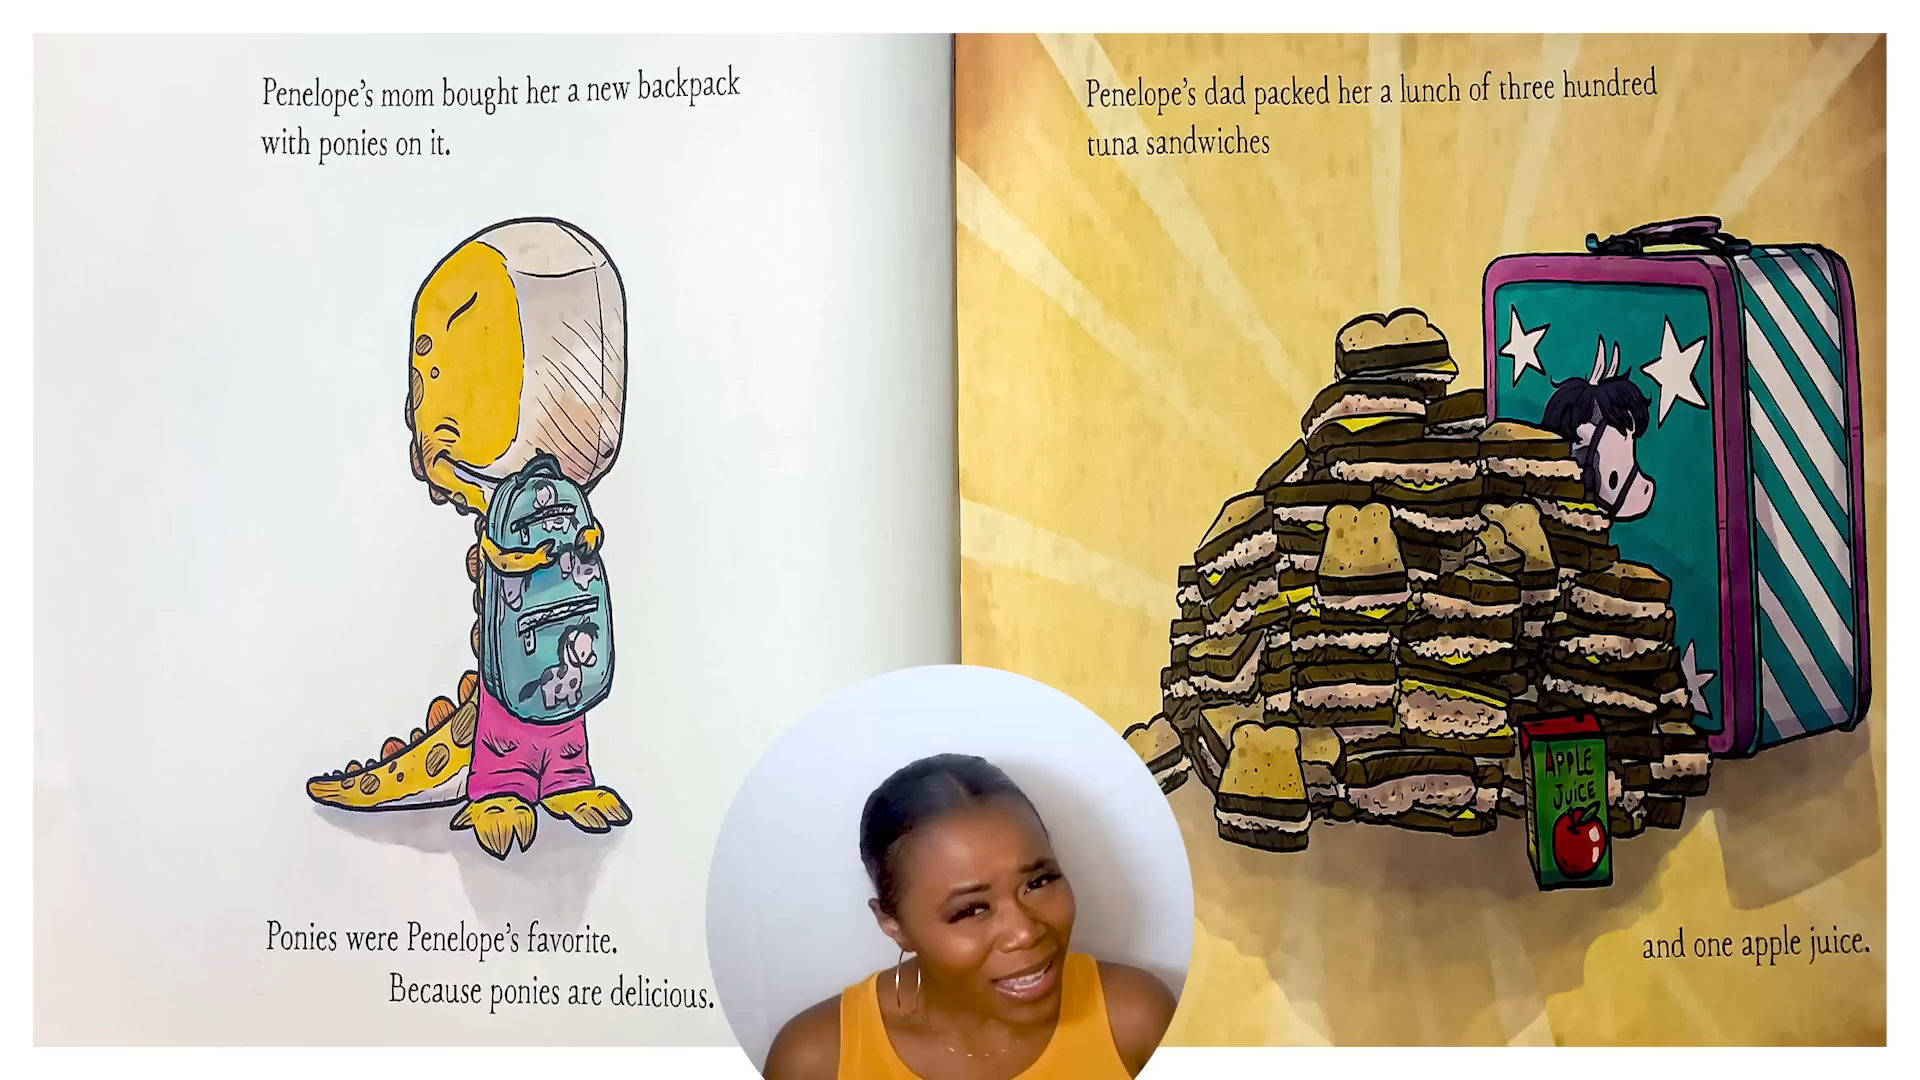 Penelope's mom bought her a new backpack
with ponies on it.
Ponies were Penelope's favorite.
Because ponies are delicious.
Penelope's dad packed her a lunch of three hundred
tuna sandwiches
APPLE
JUICE
and one apple juice.